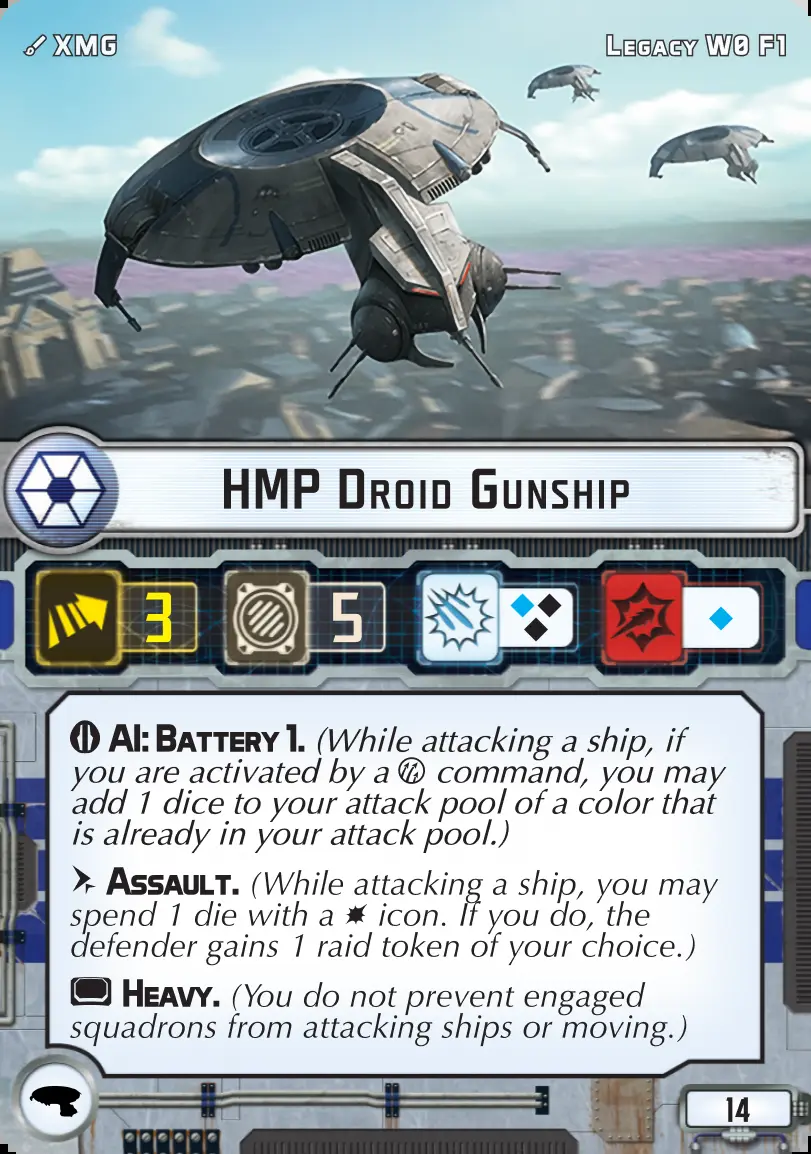 XMG
Legacy W0 F1
HMP Droid Gunship
3
5
AI: Battery 1. (While attacking a ship, if
you are activated by a command, you may
add 1 dice to your attack pool of a color that
is already in your attack pool.)
Assault. (While attacking a ship, you may
spend 1 die with a icon. If you do, the
defender gains 1 raid token of your choice.)
Heavy. (You do not prevent engaged
squadrons from attacking ships or moving.)
14